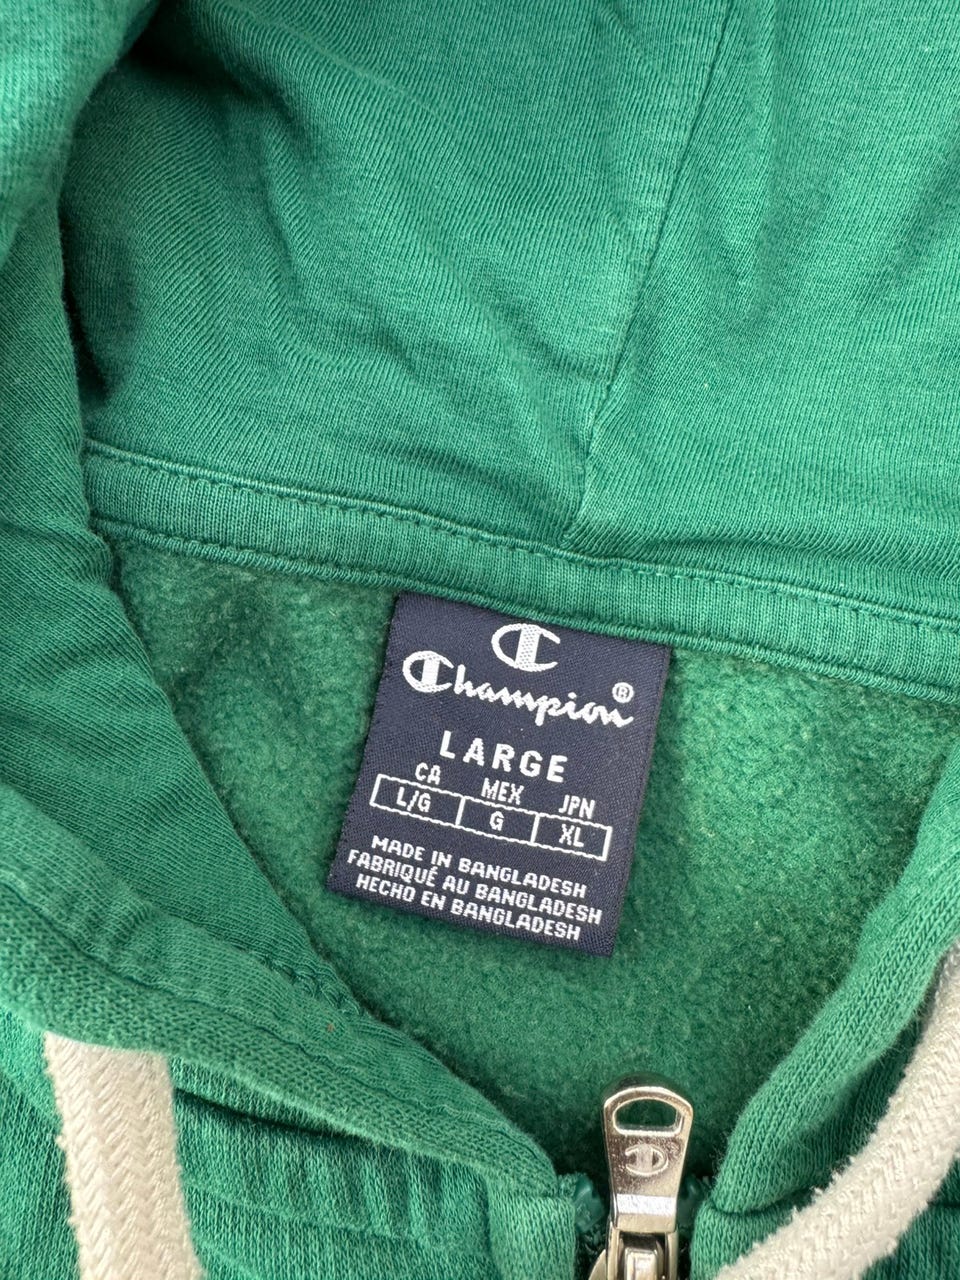 C
Champion®
LARGE
CA MEX JPN
L/G G XL
MADE IN BANGLADESH
FABRIQUÉ AU BANGLADESH
HECHO EN BANGLADESH